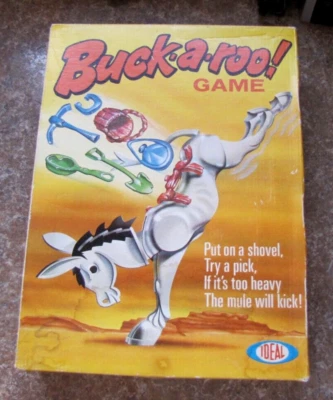 Buck-a-roo!
GAME
Put on a shovel,
Try a pick,
If it's too heavy
The mule will kick!
IDEAL